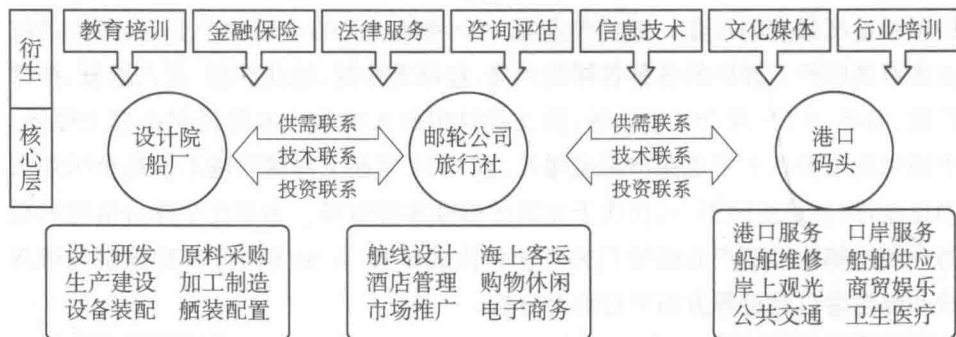 教育培训 金融保险 法律服务 咨询评估 信息技术 文化媒体 行业培训
衍生
核心层
设计院
船厂
供需联系
技术联系
投资联系
邮轮公司
旅行社
供需联系
技术联系
投资联系
港口
码头
设计研发 原料采购
生产建设 加工制造
设备装配 舾装配置
航线设计 海上客运
酒店管理 购物休闲
市场推广 电子商务
港口服务 口岸服务
船舶维修 船舶供应
岸上观光 商贸娱乐
公共交通 卫生医疗